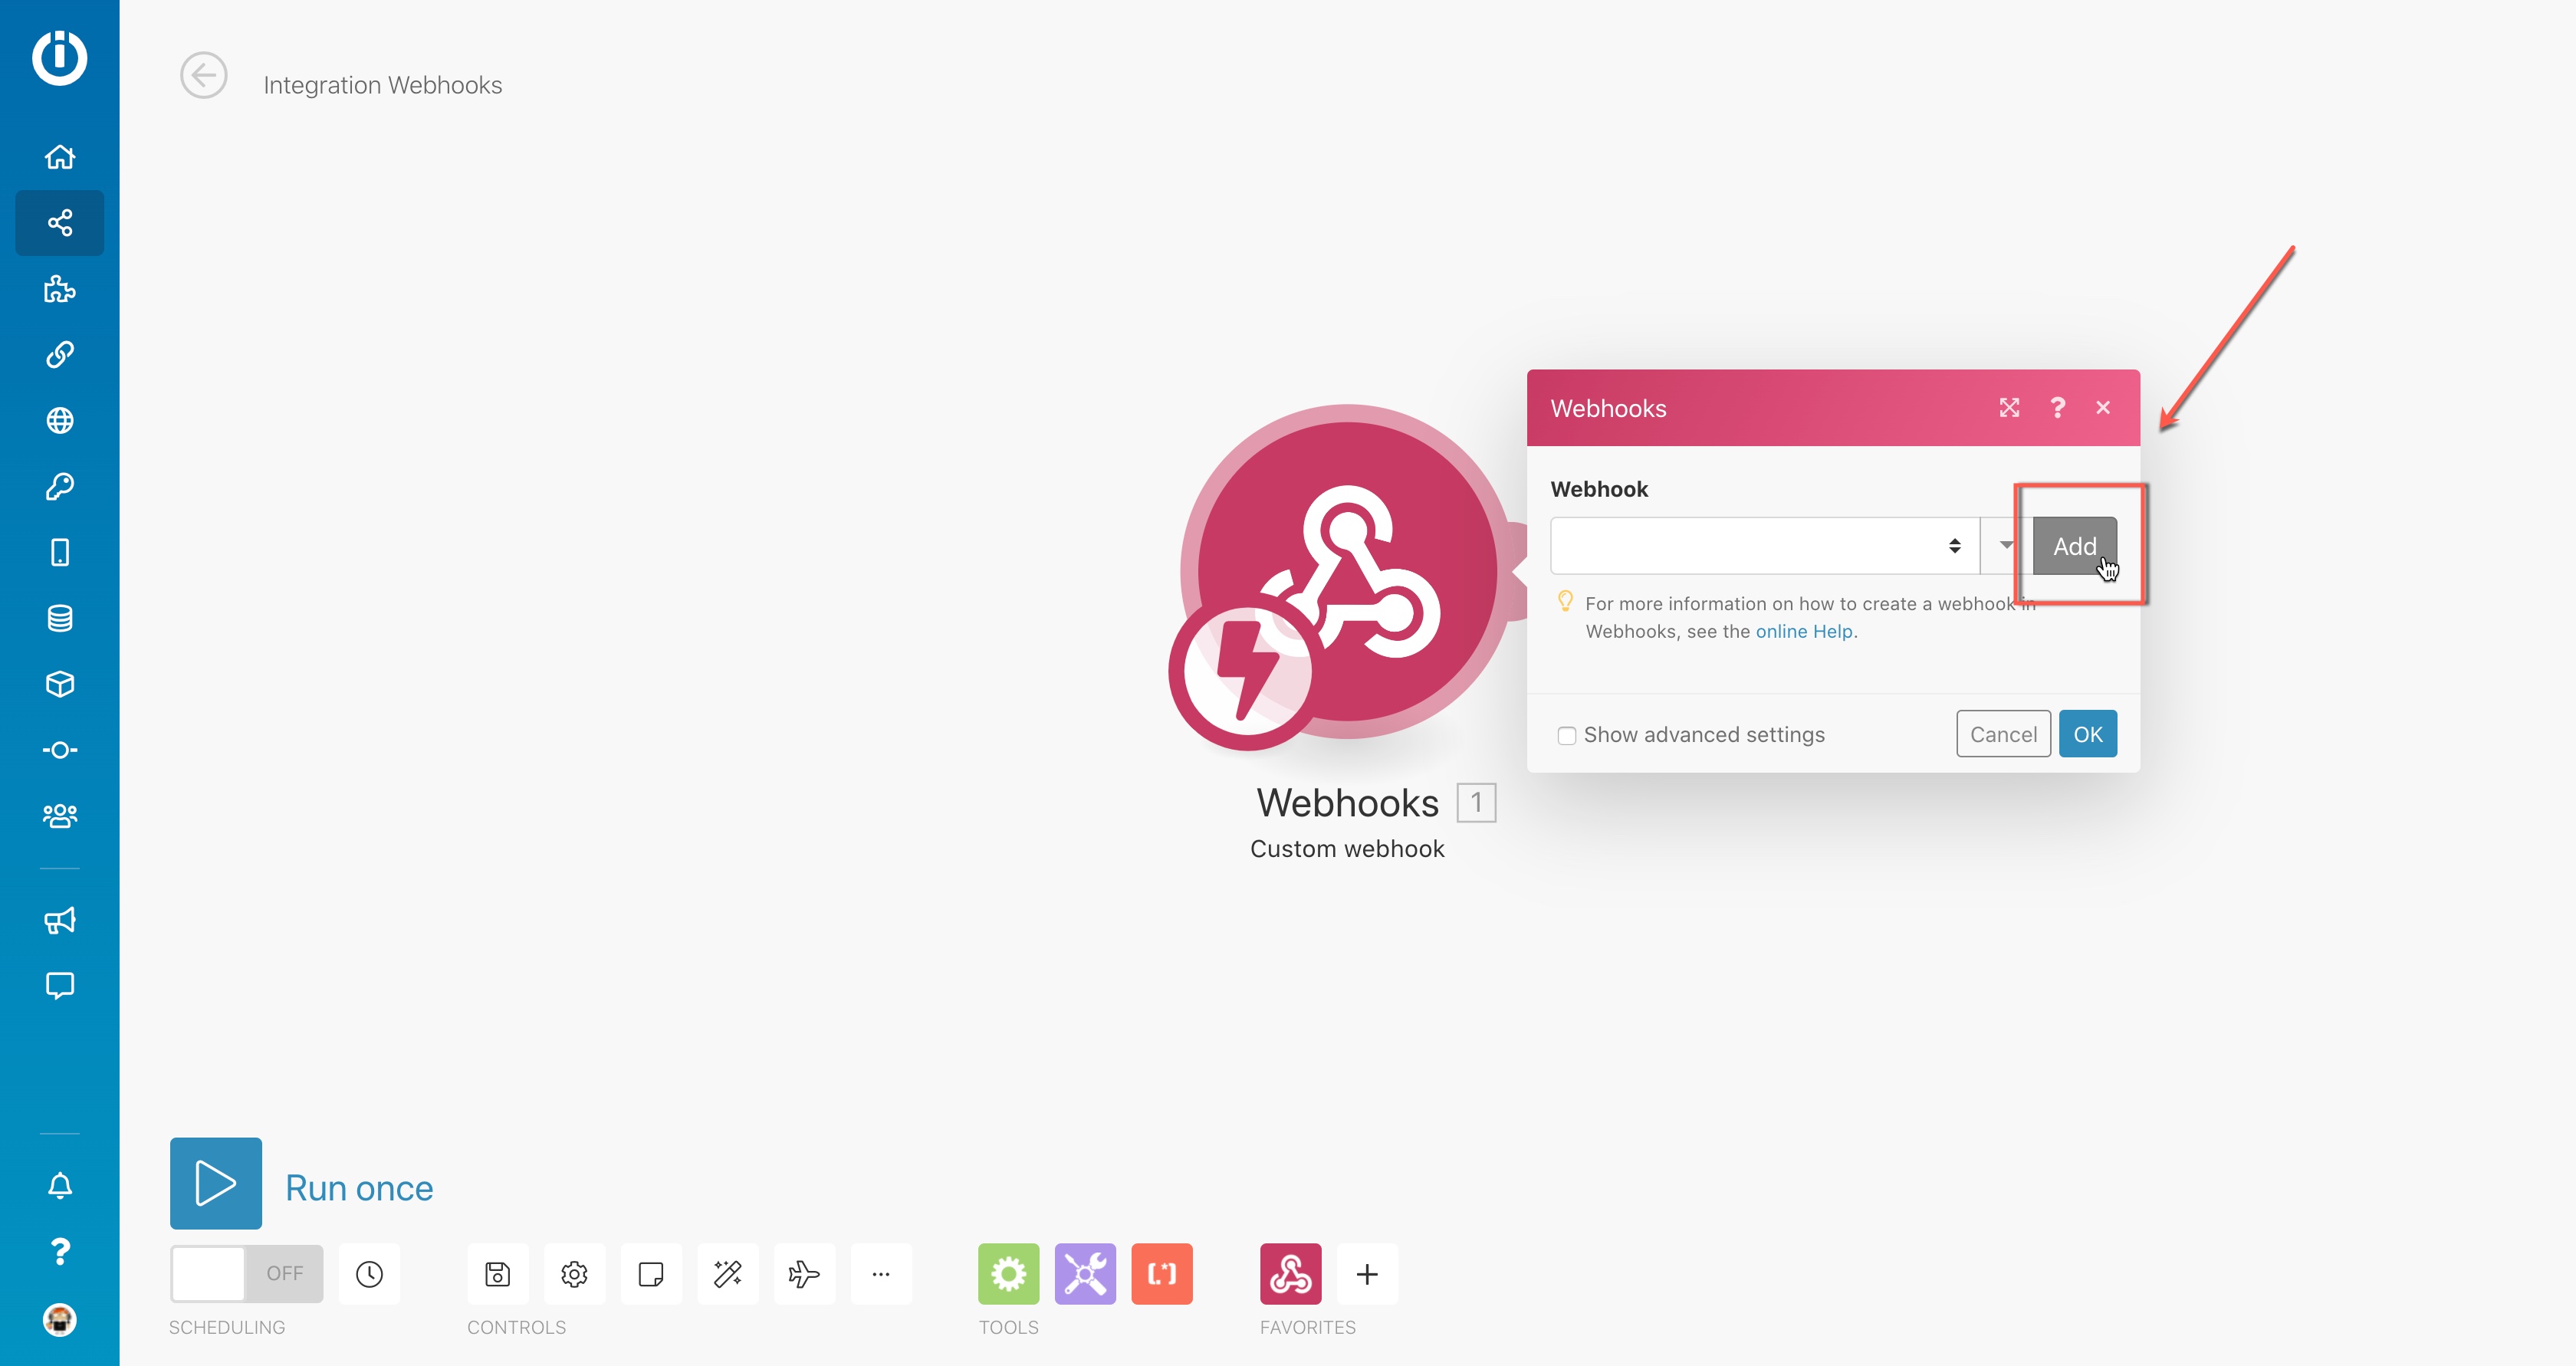 Integration Webhooks
Webhooks
Webhook
Add
For more information on how to create a webhook in
Webhooks, see the online Help.
Show advanced settings
Cancel
OK
Webhooks 1
Custom webhook
Run once
OFF
SCHEDULING
CONTROLS
TOOLS
FAVORITES